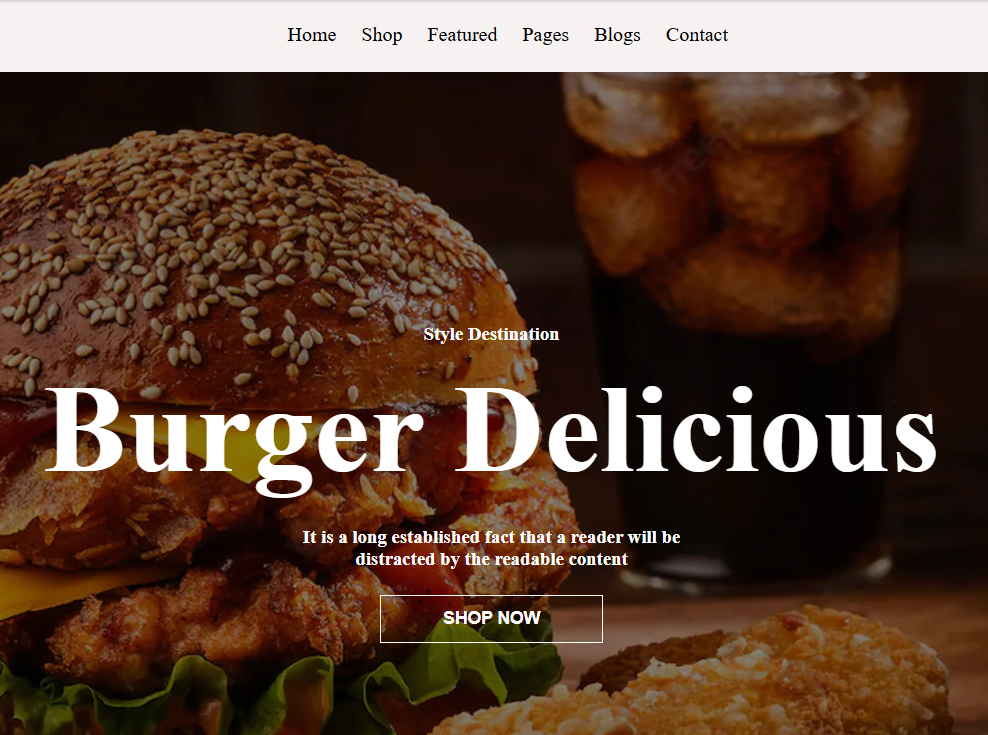 Home Shop Featured Pages Blogs Contact
Style Destination
Burger Delicious
It is a long established fact that a reader will be
distracted by the readable content
SHOP NOW